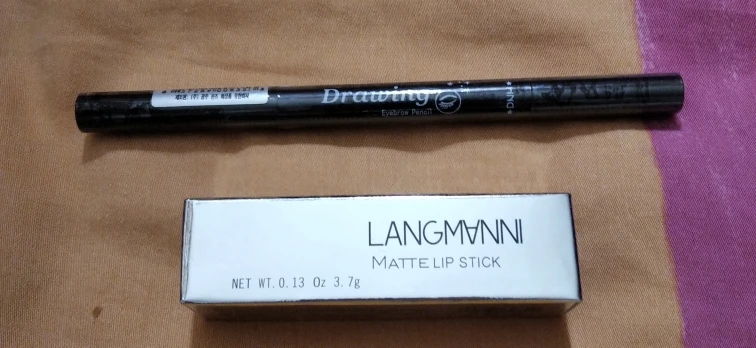 Drawing
Eyebrow Pencil
LANGMANNI
MATTE LIP STICK
NET WT. 0.13 Oz 3.7g